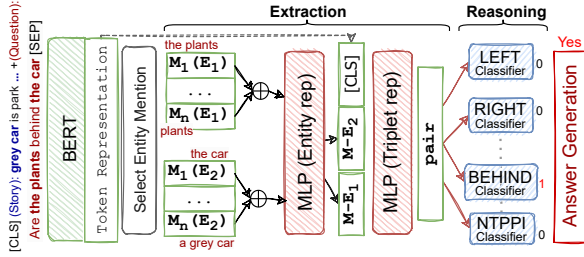 Extraction
Reasoning
[CLS] (Story): grey car is park ... +(Question):
Are the plants behind the car [SEP]
BERT
Token Representation
Select Entity Mention
the plants
M1(E1)
...
Mn(E1)
plants
the car
M1(E2)
...
Mn(E2)
a grey car
MLP (Entity rep)
[CLS]
M-E2
M-E1
MLP (Triplet rep)
pair
LEFT
Classifier
0
RIGHT
Classifier
0
BEHIND
Classifier
1
NTPPI
Classifier
0
Yes
Answer Generation